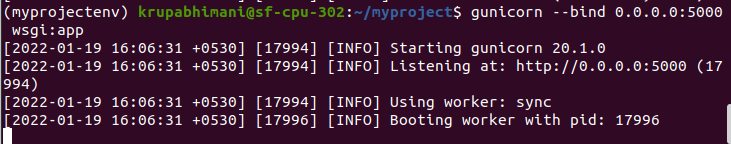 (myprojectenv) krupabhimani@sf-cpu-302:~/myproject$ gunicorn --bind 0.0.0.0:5000
wsgi:app
[2022-01-19 16:06:31 +0530] [17994] [INFO] Starting gunicorn 20.1.0
[2022-01-19 16:06:31 +0530] [17994] [INFO] Listening at: http://0.0.0.0:5000 (17
994)
[2022-01-19 16:06:31 +0530] [17994] [INFO] Using worker: sync
[2022-01-19 16:06:31 +0530] [17996] [INFO] Booting worker with pid: 17996